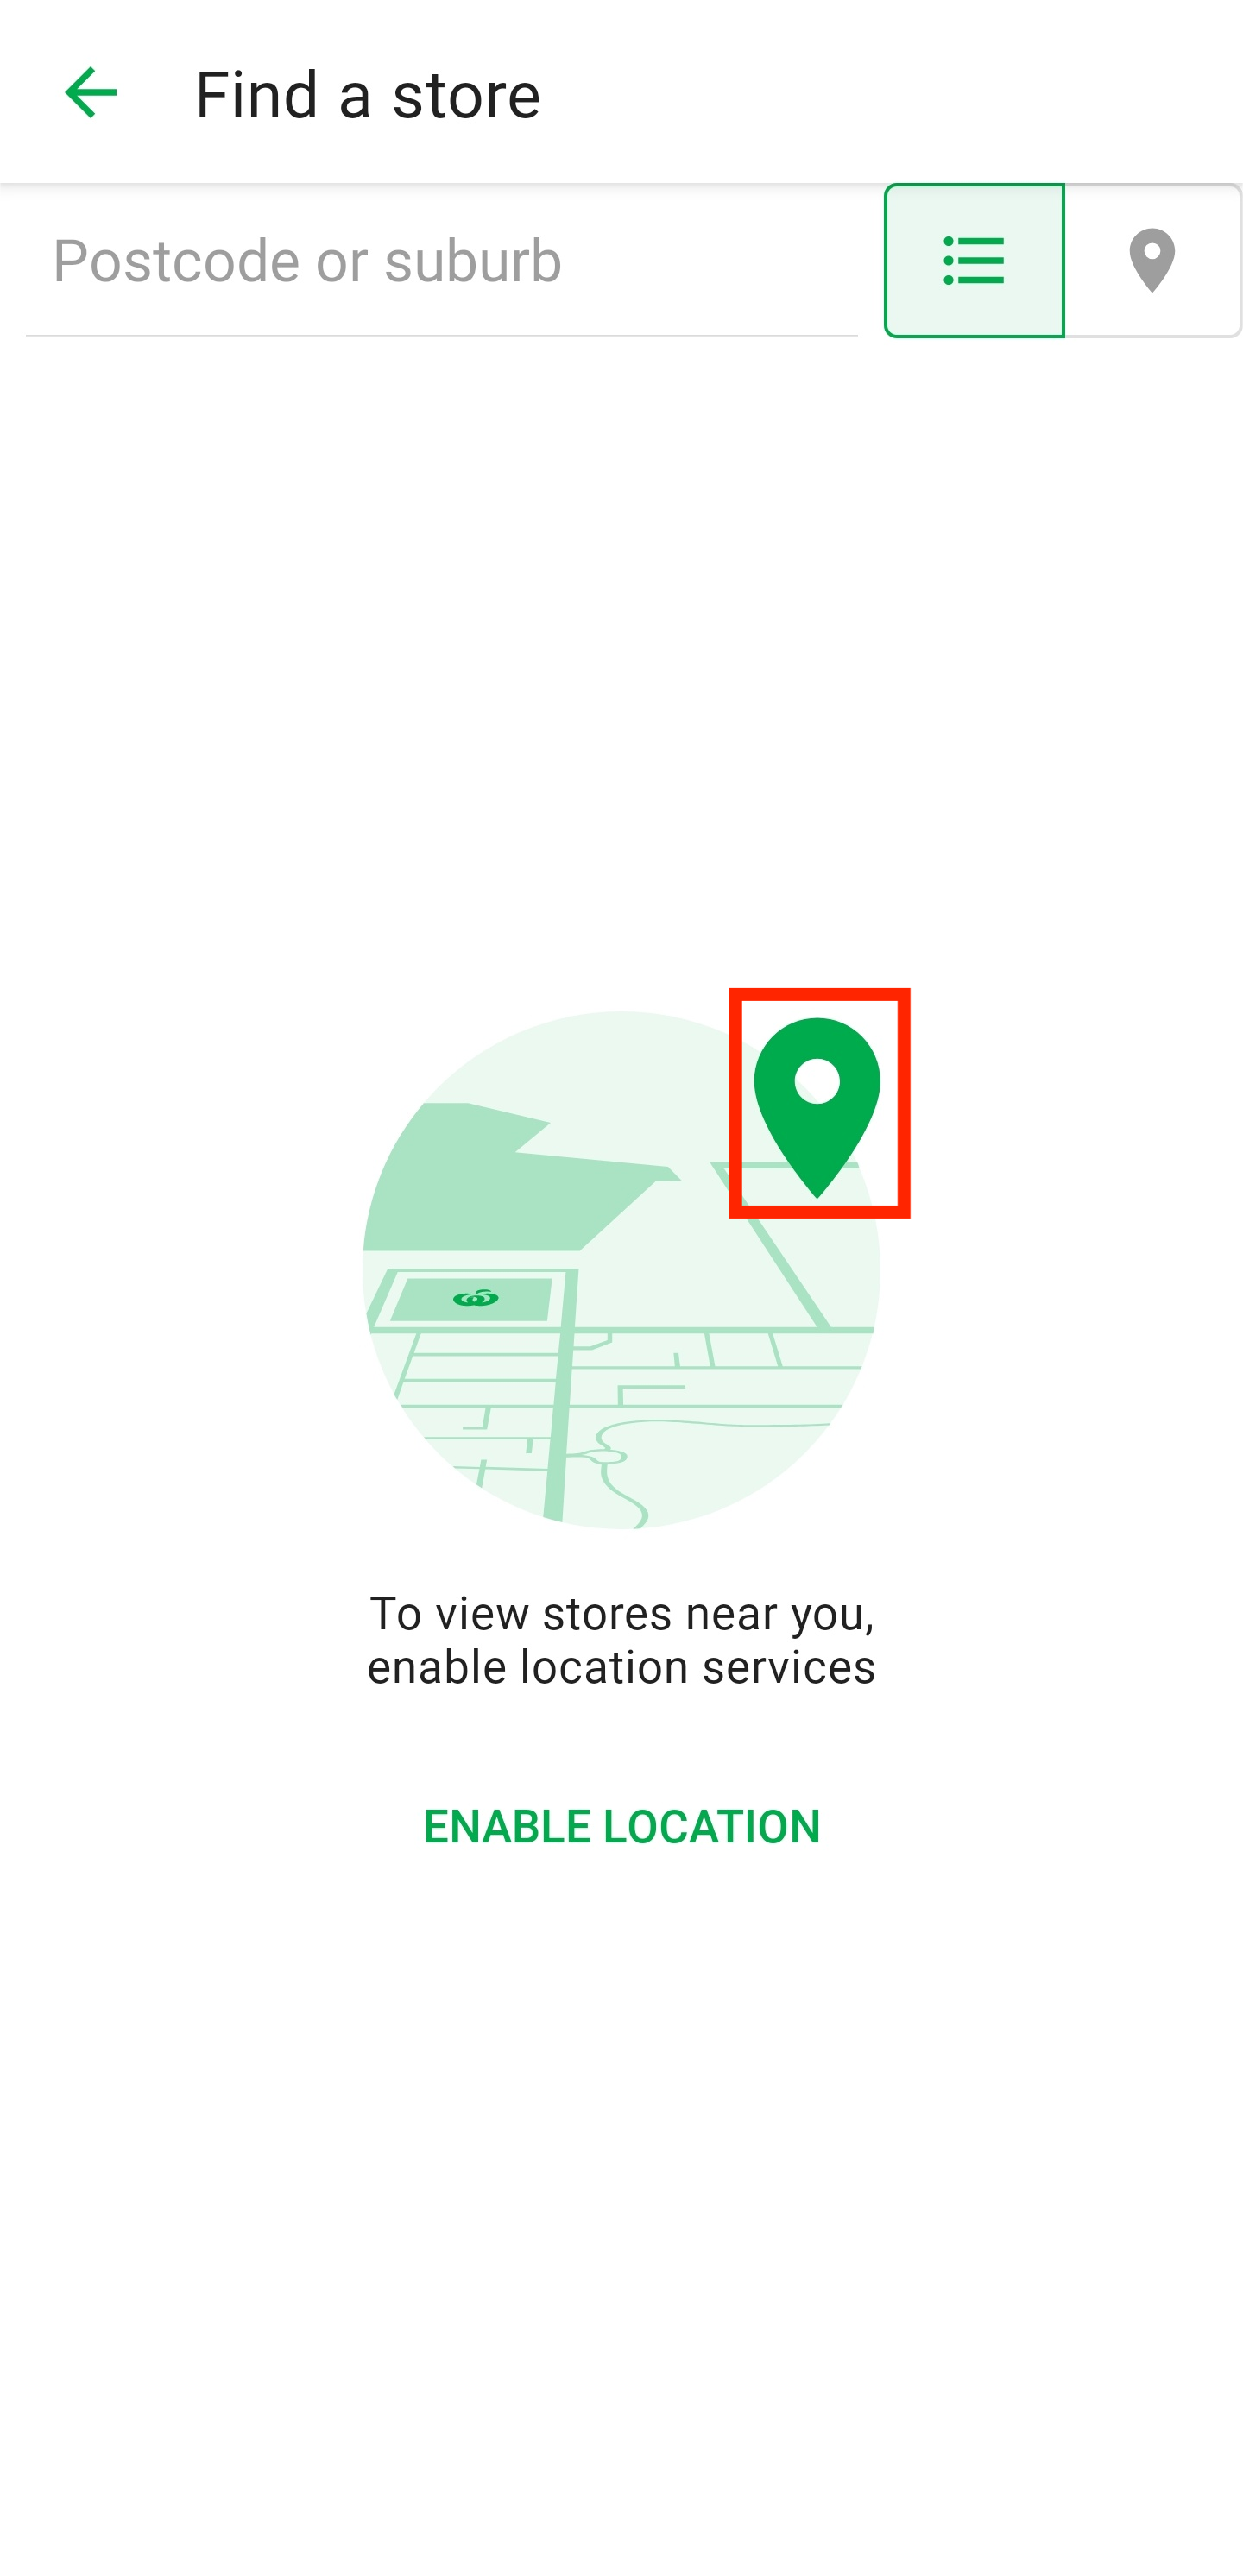 Find a store
Postcode or suburb
To view stores near you,
enable location services
ENABLE LOCATION